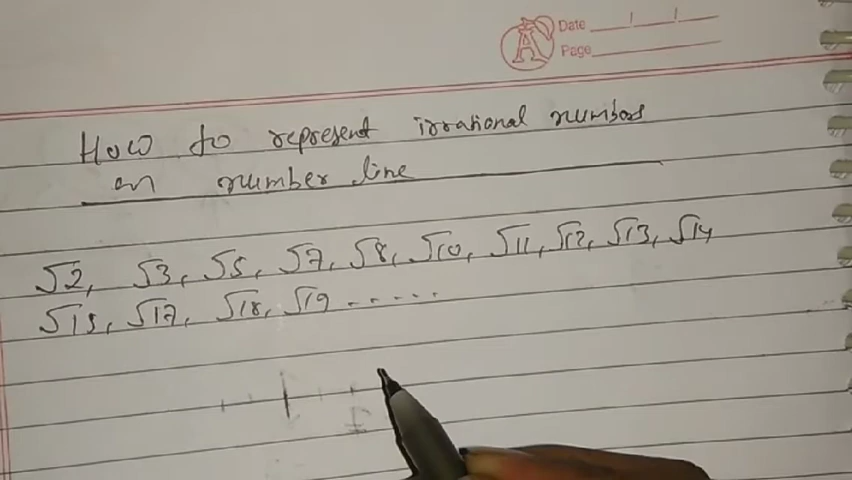 Date
Page
How to represent irrational numbers
on number line
√2, √3, √5, √7, √8, √10, √11, √12, √13, √14
√15, √17, √18, √19 ......